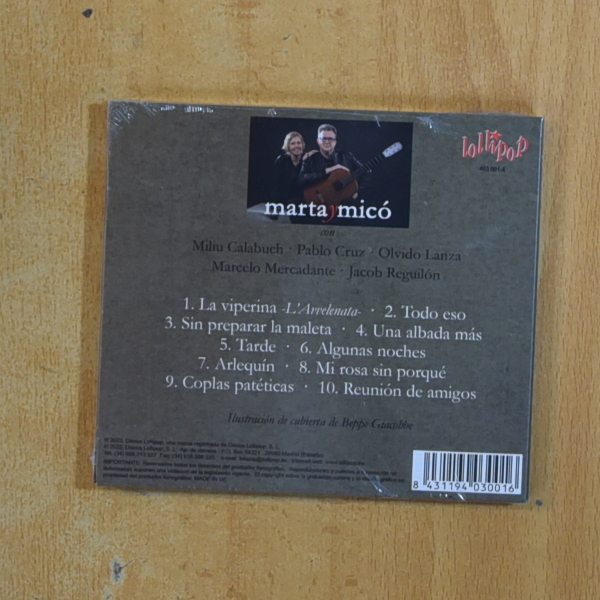 lollipop
marta y micó
con
Miliu Calabuch · Pablo Cruz · Olvido Lanza
Marcelo Mercadante · Jacob Reguilón
1. La viperina -L'Avvelenata- · 2. Todo eso
3. Sin preparar la maleta · 4. Una albada más
5. Tarde · 6. Algunas noches
7. Arlequín · 8. Mi rosa sin porqué
9. Coplas patéticas · 10. Reunión de amigos
Ilustración de cubierta de Beppe Giacobbe
8 431194 030016